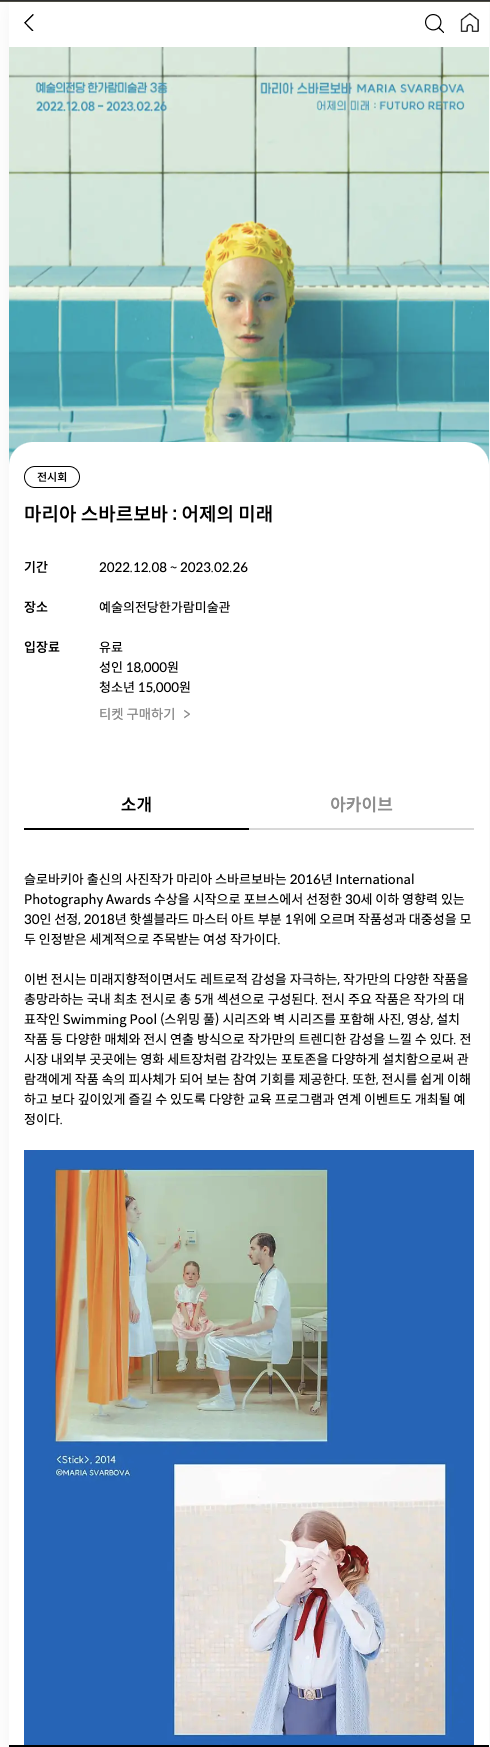 예술의전당 한가람미술관 3층
2022.12.08 - 2023.02.26
마리아 스바르보바 MARIA SVARBOVA
어제의 미래 : FUTURO RETRO
전시회
마리아 스바르보바 : 어제의 미래
기간 2022.12.08 ~ 2023.02.26
장소 예술의전당한가람미술관
입장료 유료
성인 18,000원
청소년 15,000원
티켓 구매하기 >
소개 아카이브
슬로바키아 출신의 사진작가 마리아 스바르보바는 2016년 International
Photography Awards 수상을 시작으로 포브스에서 선정한 30세 이하 영향력 있는
30인 선정, 2018년 핫셀블라드 마스터 아트 부분 1위에 오르며 작품성과 대중성을 모
두 인정받은 세계적으로 주목받는 여성 작가이다.
이번 전시는 미래지향적이면서도 레트로적 감성을 자극하는, 작가만의 다양한 작품을
총망라하는 국내 최초 전시로 총 5개 섹션으로 구성된다. 전시 주요 작품은 작가의 대
표작인 Swimming Pool (스위밍 풀) 시리즈와 벽 시리즈를 포함해 사진, 영상, 설치
작품 등 다양한 매체와 전시 연출 방식으로 작가만의 트렌디한 감성을 느낄 수 있다. 전
시장 내외부 곳곳에는 영화 세트장처럼 감각있는 포토존을 다양하게 설치함으로써 관
람객에게 작품 속의 피사체가 되어 보는 참여 기회를 제공한다. 또한, 전시를 쉽게 이해
하고 보다 깊이있게 즐길 수 있도록 다양한 교육 프로그램과 연계 이벤트도 개최될 예
정이다.
<Stick>, 2014
©MARIA SVARBOVA